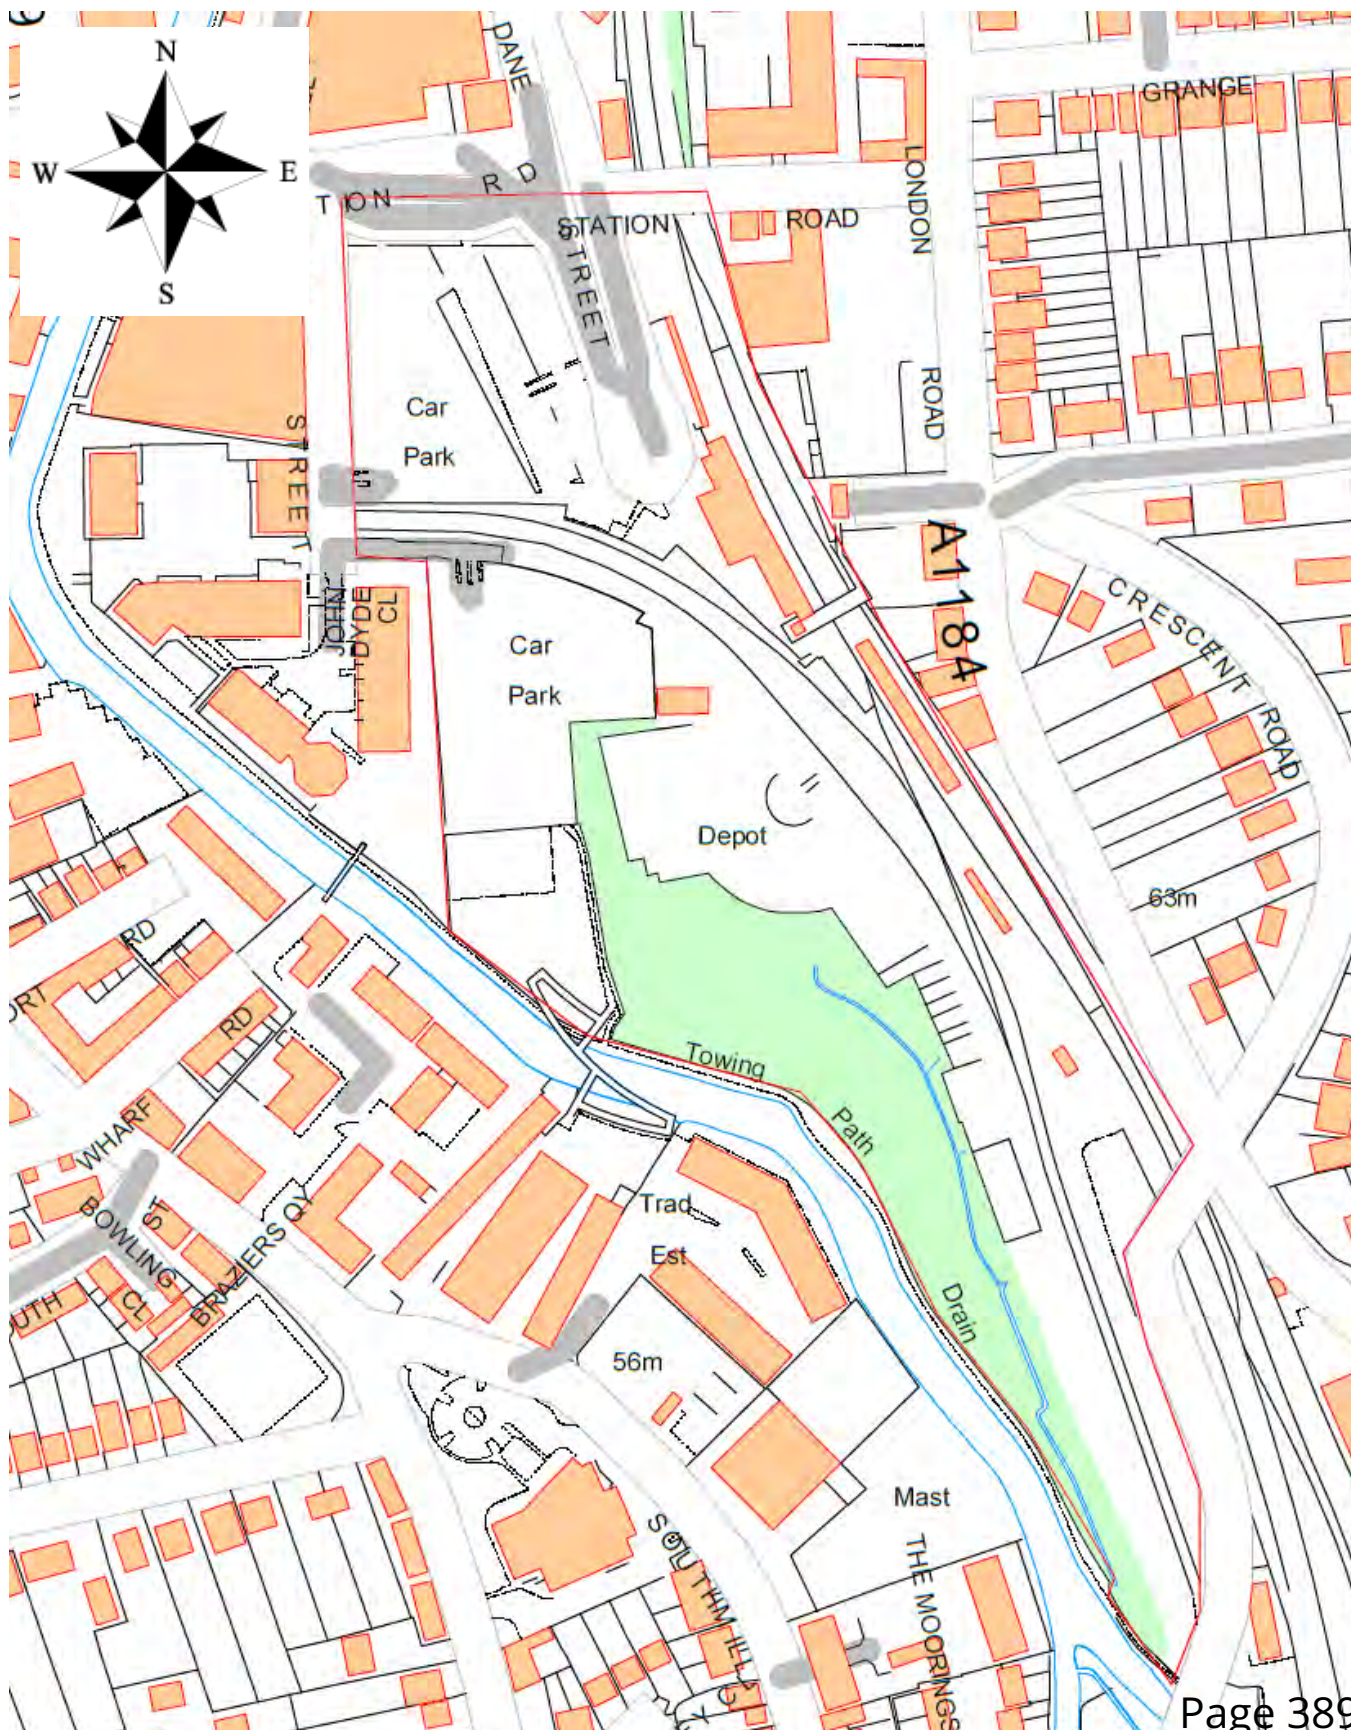 N
W
E
S
DANE
STREET
GRANGE
R D
TION
STATION
ROAD
LONDON
ROAD
Car
Park
STREET
A1184
CRESCENT ROAD
JOHN
DYDE
CL
Car
Park
Depot
63m
RD
RD
WHARF
Towing
Path
Drain
Trad
Est
ST
BOWLING
CL
BRAZIERS QY
56m
Mast
SOUTHMILL
THE MOORINGS
Page 389